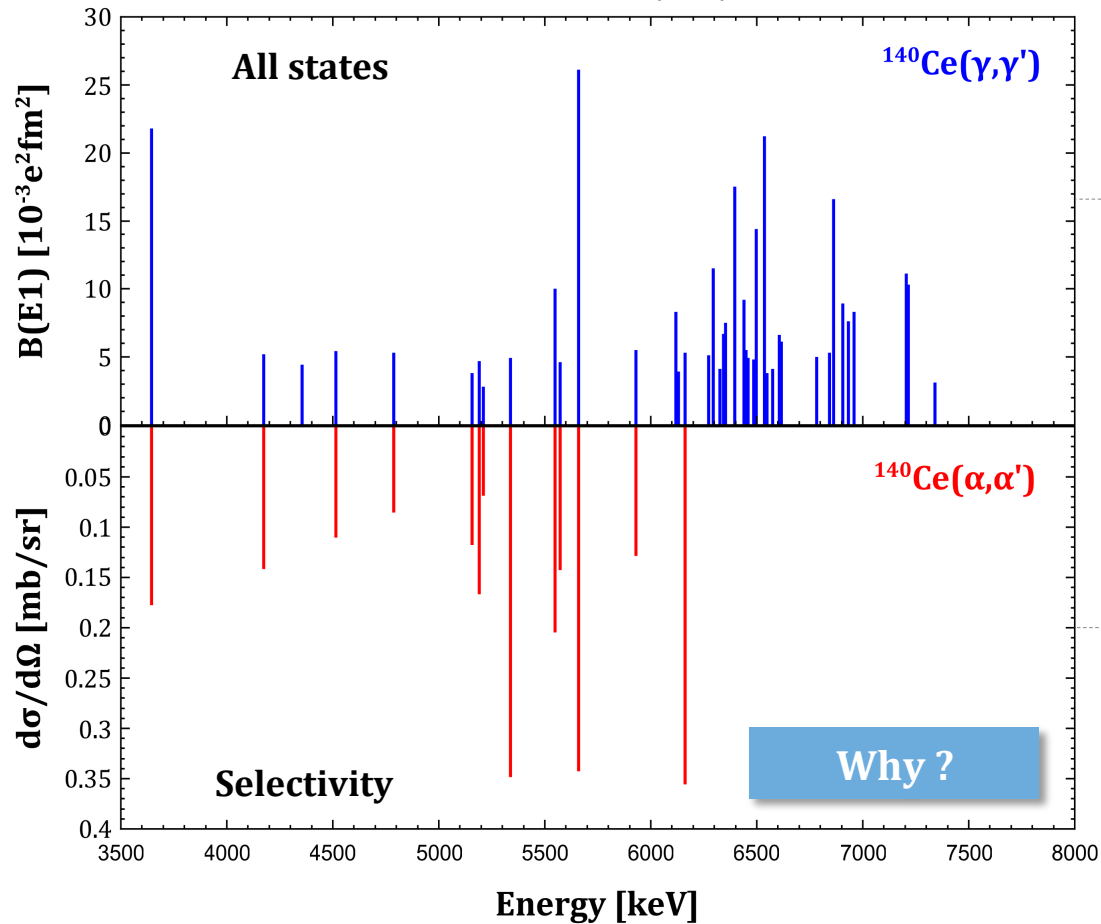 30
All states
¹⁴⁰Ce(γ,γ')
25
20
15
10
5
0
B(E1) [10⁻³e²fm²]
¹⁴⁰Ce(α,α')
0.05
0.1
0.15
0.2
0.25
0.3
0.35
0.4
dσ/dΩ [mb/sr]
Why ?
Selectivity
3500 4000 4500 5000 5500 6000 6500 7000 7500 8000
Energy [keV]